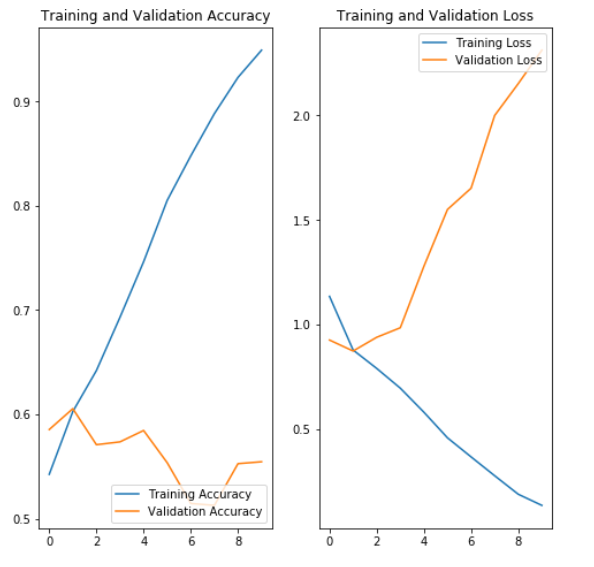 Training and Validation Accuracy
0.9
0.8
0.7
0.6
0.5
0 2 4 6 8
Training Accuracy
Validation Accuracy
Training and Validation Loss
2.0
1.5
1.0
0.5
0 2 4 6 8
Training Loss
Validation Loss